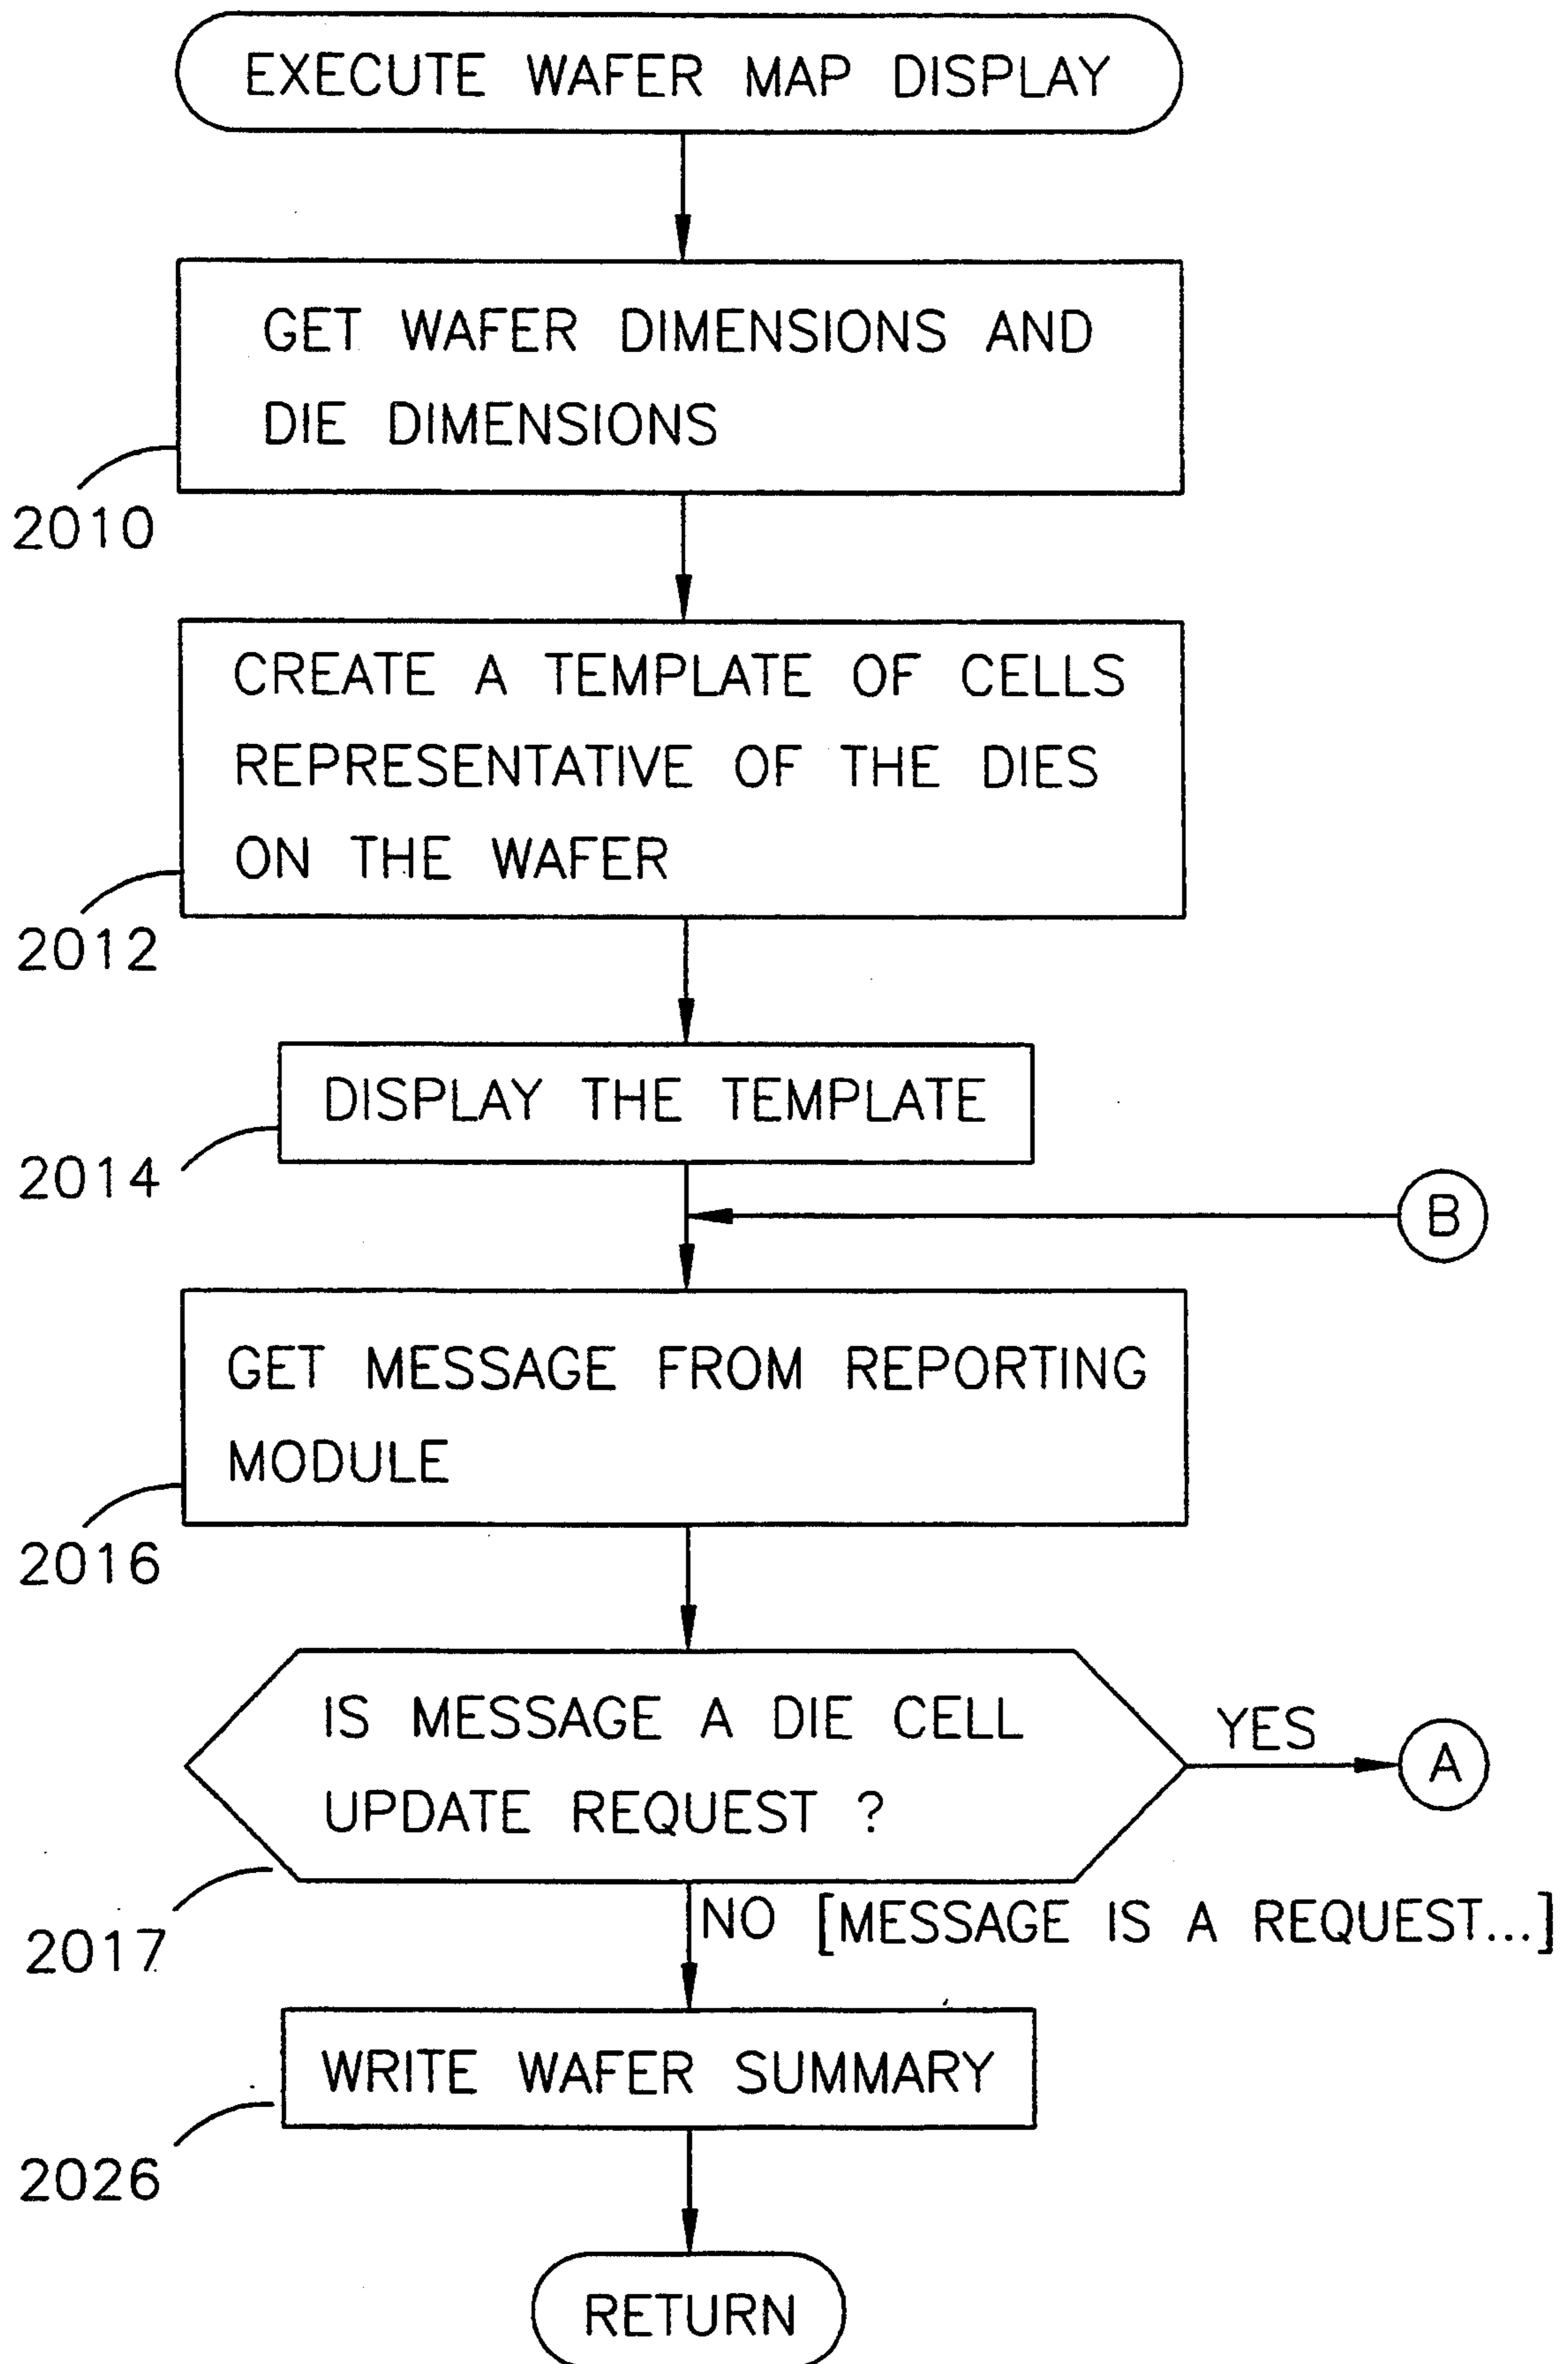 EXECUTE WAFER MAP DISPLAY
GET WAFER DIMENSIONS AND
DIE DIMENSIONS
2010
CREATE A TEMPLATE OF CELLS
REPRESENTATIVE OF THE DIES
ON THE WAFER
2012
DISPLAY THE TEMPLATE
2014
B
GET MESSAGE FROM REPORTING
MODULE
2016
IS MESSAGE A DIE CELL
UPDATE REQUEST ?
YES
A
2017
NO [MESSAGE IS A REQUEST...]
WRITE WAFER SUMMARY
2026
RETURN